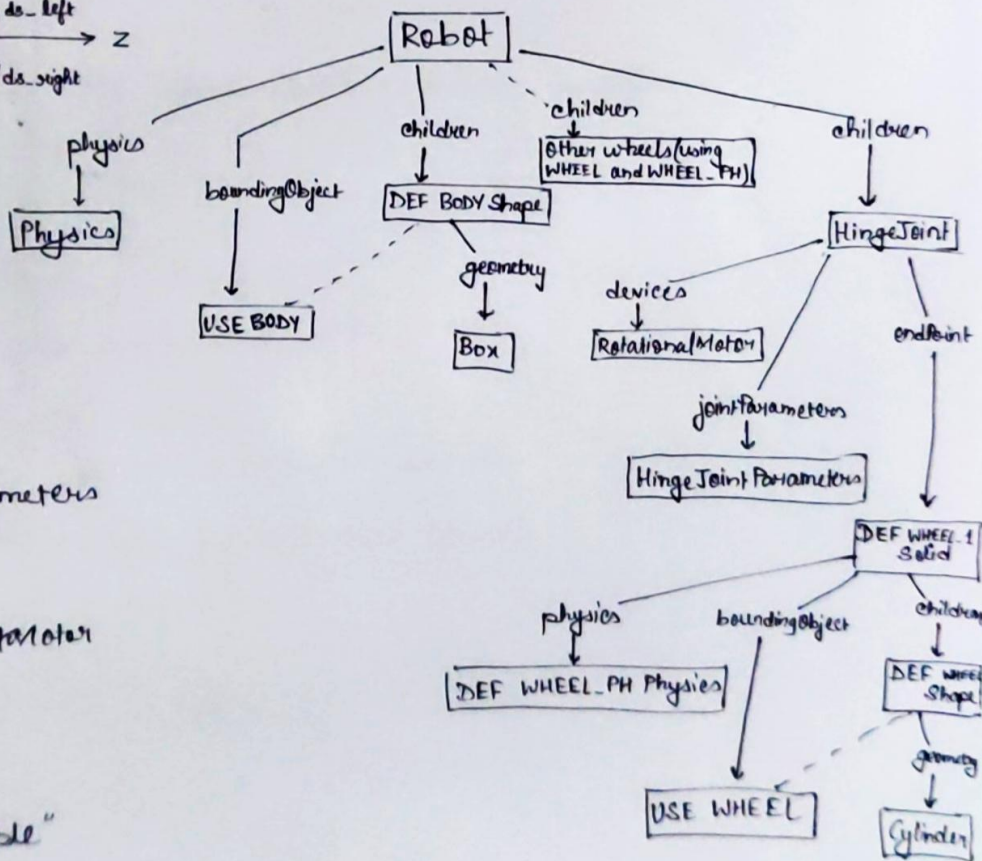 ds_left
Z
ds_right
Robot
physics
Physics
boundingObject
USE BODY
children
DEF BODY Shape
geometry
Box
children
Other wheels (using
WHEEL and WHEEL_PH)
children
HingeJoint
devices
RotationalMotor
jointParameters
HingeJointParameters
endPoint
DEF WHEEL_1
Solid
physics
DEF WHEEL_PH Physics
boundingObject
USE WHEEL
children
DEF WHEEL
Shape
geometry
Cylinder
meters